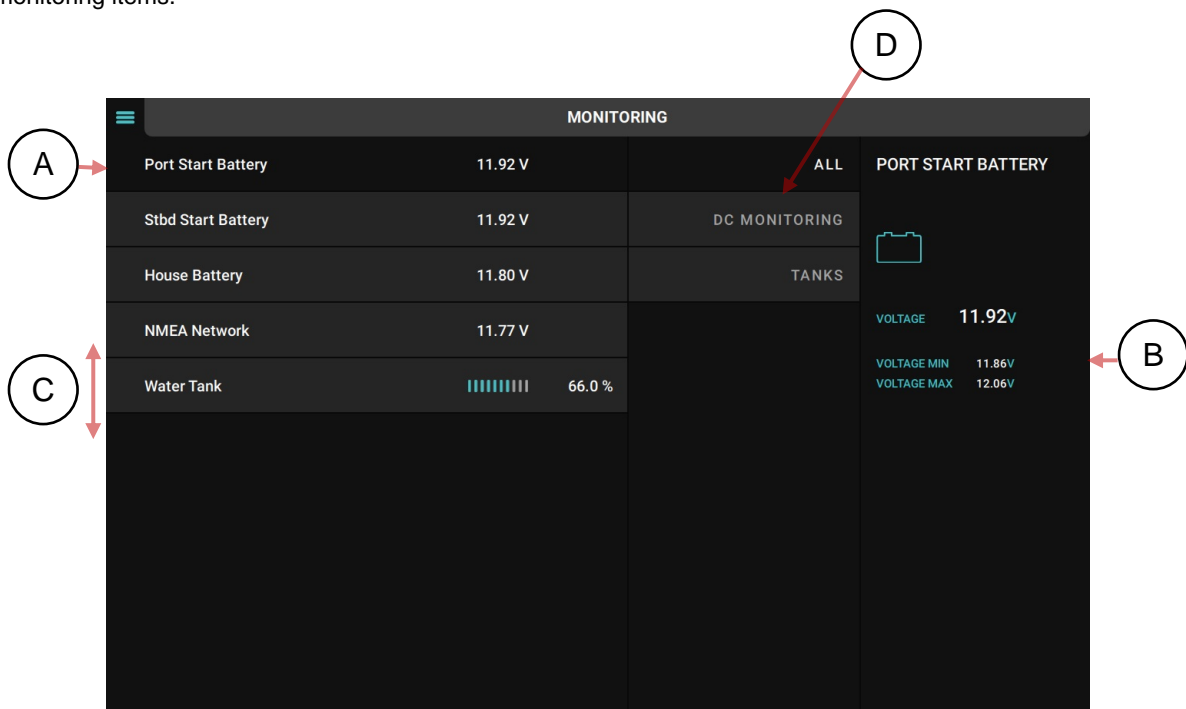 monitoring items.
D
MONITORING
A
Port Start Battery 11.92 V
Stbd Start Battery 11.92 V
House Battery 11.80 V
NMEA Network 11.77 V
C
Water Tank 66.0 %
ALL
DC MONITORING
TANKS
PORT START BATTERY
VOLTAGE 11.92V
B
VOLTAGE MIN 11.86V
VOLTAGE MAX 12.06V